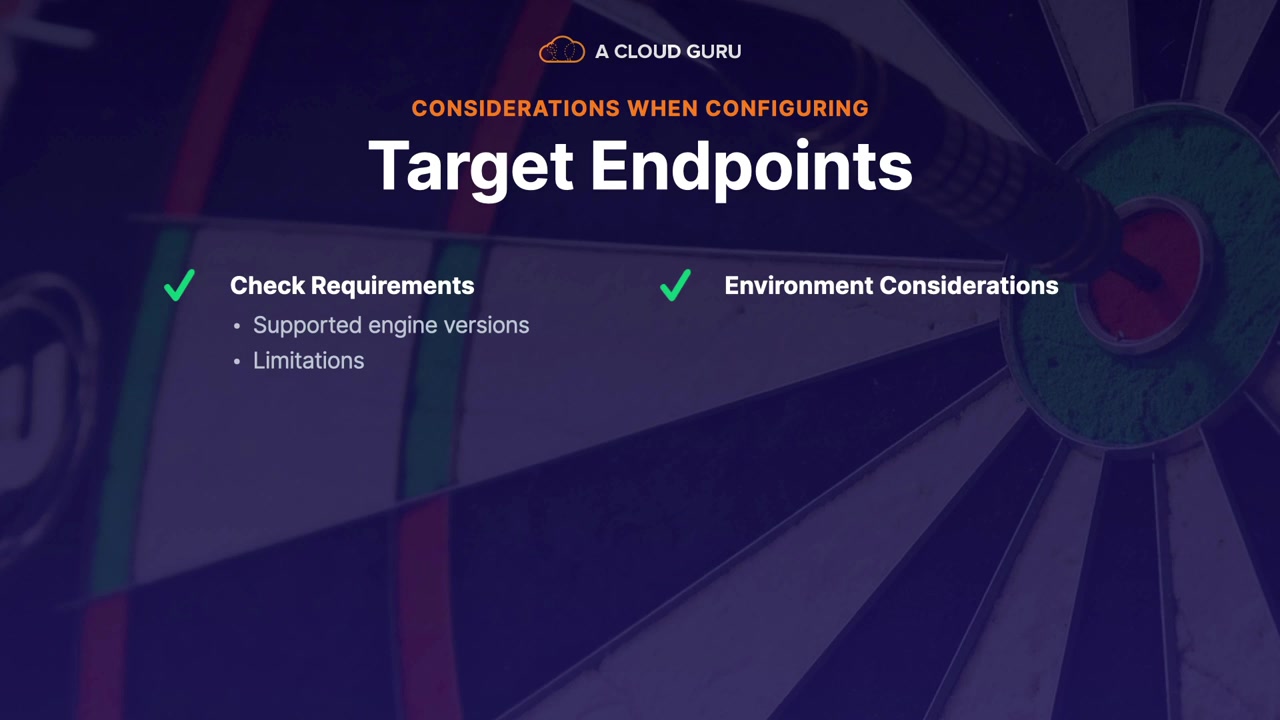 A CLOUD GURU
CONSIDERATIONS WHEN CONFIGURING
Target Endpoints
Check Requirements
• Supported engine versions
• Limitations
Environment Considerations